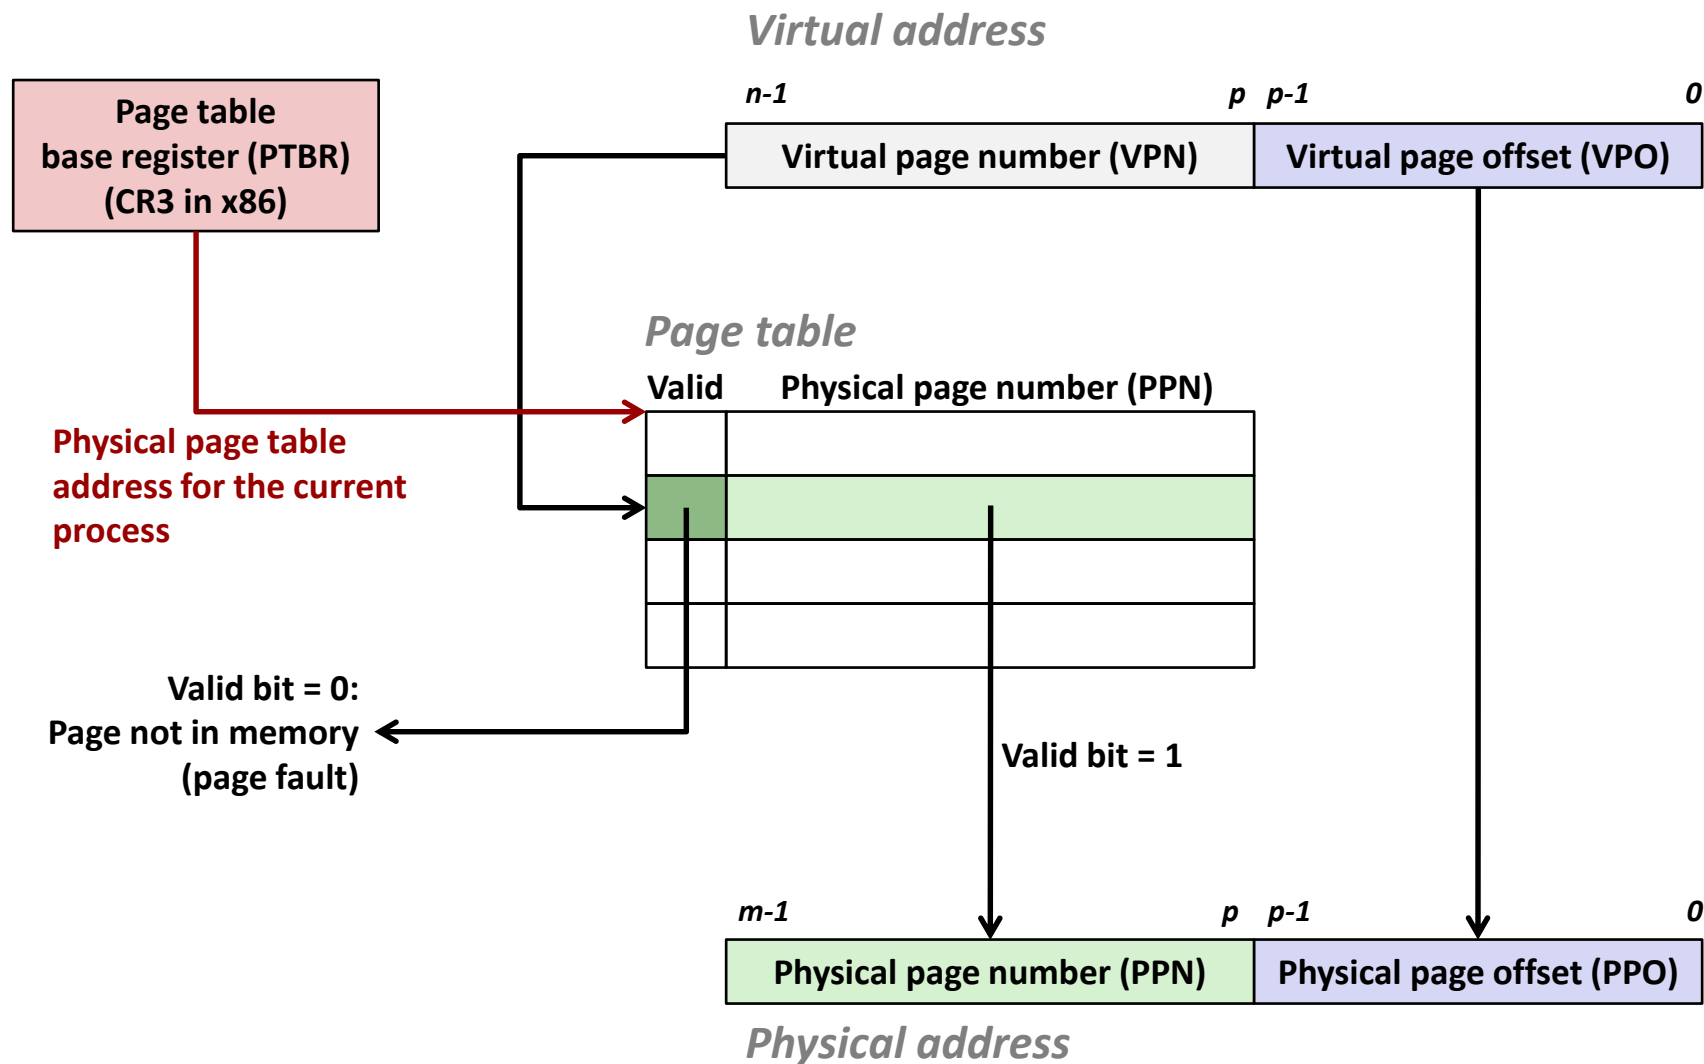 Virtual address
Page table
base register (PTBR)
(CR3 in x86)
n-1 p p-1 0
Virtual page number (VPN) Virtual page offset (VPO)
Page table
Valid Physical page number (PPN)
Physical page table
address for the current
process
Valid bit = 0:
Page not in memory
(page fault)
Valid bit = 1
m-1 p p-1 0
Physical page number (PPN) Physical page offset (PPO)
Physical address